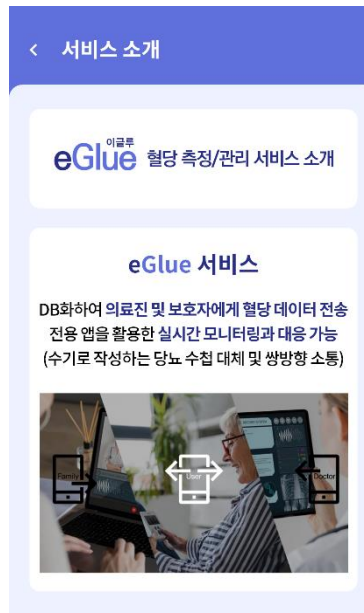 서비스 소개
이글루
eGlue 혈당 측정/관리 서비스 소개
eGlue 서비스
DB화하여 의료진 및 보호자에게 혈당 데이터 전송
전용 앱을 활용한 실시간 모니터링과 대응 가능
(수기로 작성하는 당뇨 수첩 대체 및 쌍방향 소통)
Family
User
Doctor